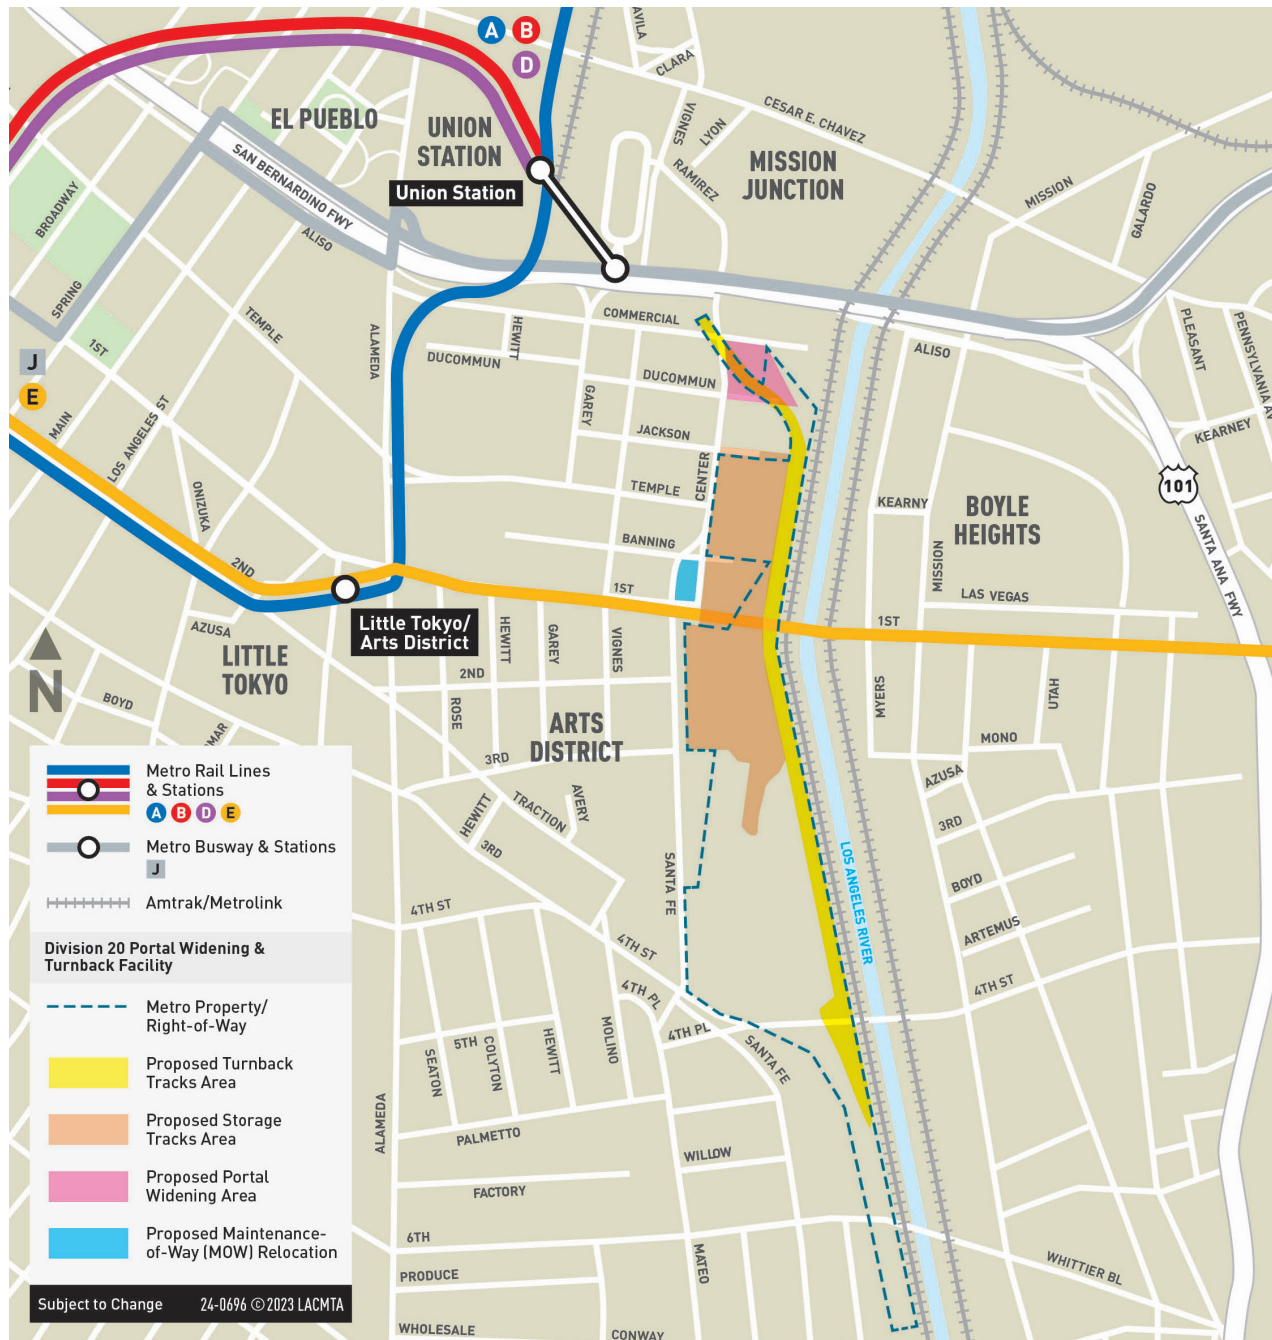 A B
D
AVILA
CLARA
VIGNES
LYON
RAMIREZ
CESAR E. CHAVEZ
EL PUEBLO
UNION
STATION
Union Station
MISSION
JUNCTION
MISSION
GALARDO
SAN BERNARDINO FWY
BROADWAY
ALISO
SPRING
TEMPLE
1ST
J
E
MAIN
LOS ANGELES ST
ONIZUKA
ALAMEDA
COMMERCIAL
HEWITT
DUCOMMUN
DUCOMMUN
GAREY
JACKSON
CENTER
TEMPLE
BANNING
1ST
ALISO
PLEASANT
PENNSYLVANIA AV
KEARNEY
101
SANTA ANA FWY
KEARNY
BOYLE
HEIGHTS
MISSION
LAS VEGAS
1ST
2ND
AZUSA
LITTLE
TOKYO
Little Tokyo/
Arts District
HEWITT
GAREY
VIGNES
2ND
ROSE
ARTS
DISTRICT
3RD
MYERS
UTAH
MONO
AZUSA
3RD
BOYD
ARTEMUS
4TH ST
N
BOYD
OMAR
HEWITT
TRACTION
AVERY
3RD
SANTA FE
LOS ANGELES RIVER
4TH ST
4TH ST
4TH PL
4TH PL
SANTA FE
MOLINO
HEWITT
5TH
COLYTON
SEATON
ALAMEDA
PALMETTO
WILLOW
FACTORY
6TH
MATEO
WHITTIER BL
PRODUCE
WHOLESALE
CONWAY
Metro Rail Lines
& Stations
A B D E
Metro Busway & Stations
J
Amtrak/Metrolink
Division 20 Portal Widening &
Turnback Facility
Metro Property/
Right-of-Way
Proposed Turnback
Tracks Area
Proposed Storage
Tracks Area
Proposed Portal
Widening Area
Proposed Maintenance-
of-Way (MOW) Relocation
Subject to Change 24-0696 © 2023 LACMTA